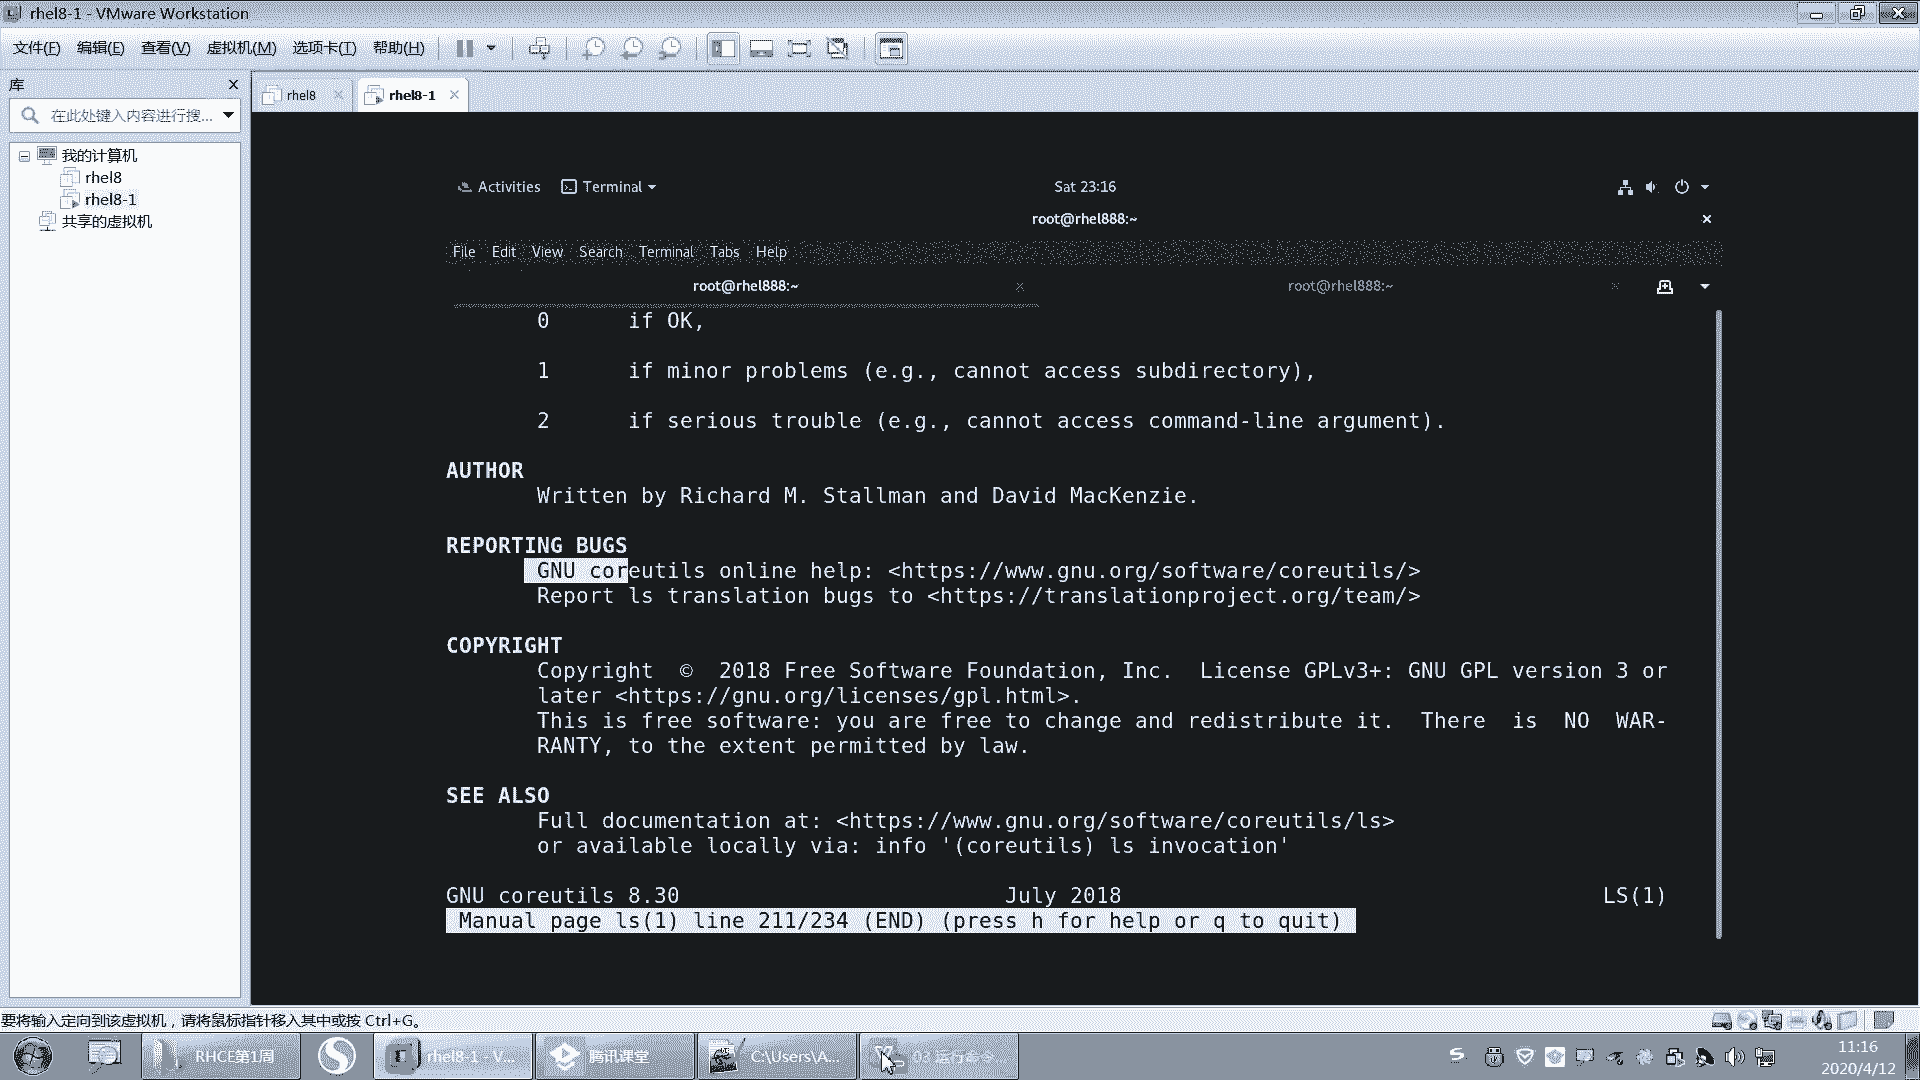 rhel8-1 - VMware Workstation
文件(F) 编辑(E) 查看(V) 虚拟机(M) 选项卡(T) 帮助(H)
库
rhel8
rhel8-1
在此处键入内容进行搜...
我的计算机
rhel8
rhel8-1
共享的虚拟机
Activities Terminal Sat 23:16
root@rhel888:~
File Edit View Search Terminal Tabs Help
root@rhel888:~ root@rhel888:~
0 if OK,
1 if minor problems (e.g., cannot access subdirectory),
2 if serious trouble (e.g., cannot access command-line argument).
AUTHOR
Written by Richard M. Stallman and David MacKenzie.
REPORTING BUGS
GNU coreutils online help: <https://www.gnu.org/software/coreutils/>
Report ls translation bugs to <https://translationproject.org/team/>
COPYRIGHT
Copyright © 2018 Free Software Foundation, Inc. License GPLv3+: GNU GPL version 3 or
later <https://gnu.org/licenses/gpl.html>.
This is free software: you are free to change and redistribute it. There is NO WAR-
RANTY, to the extent permitted by law.
SEE ALSO
Full documentation at: <https://www.gnu.org/software/coreutils/ls>
or available locally via: info '(coreutils) ls invocation'
GNU coreutils 8.30 July 2018 LS(1)
Manual page ls(1) line 211/234 (END) (press h for help or q to quit)
要将输入定向到该虚拟机，请将鼠标指针移入其中或按 Ctrl+G。
RHCE第1周 rhel8-1 - V... 腾讯课堂 C:\Users\A... 03 运行命令...
11:16
2020/4/12